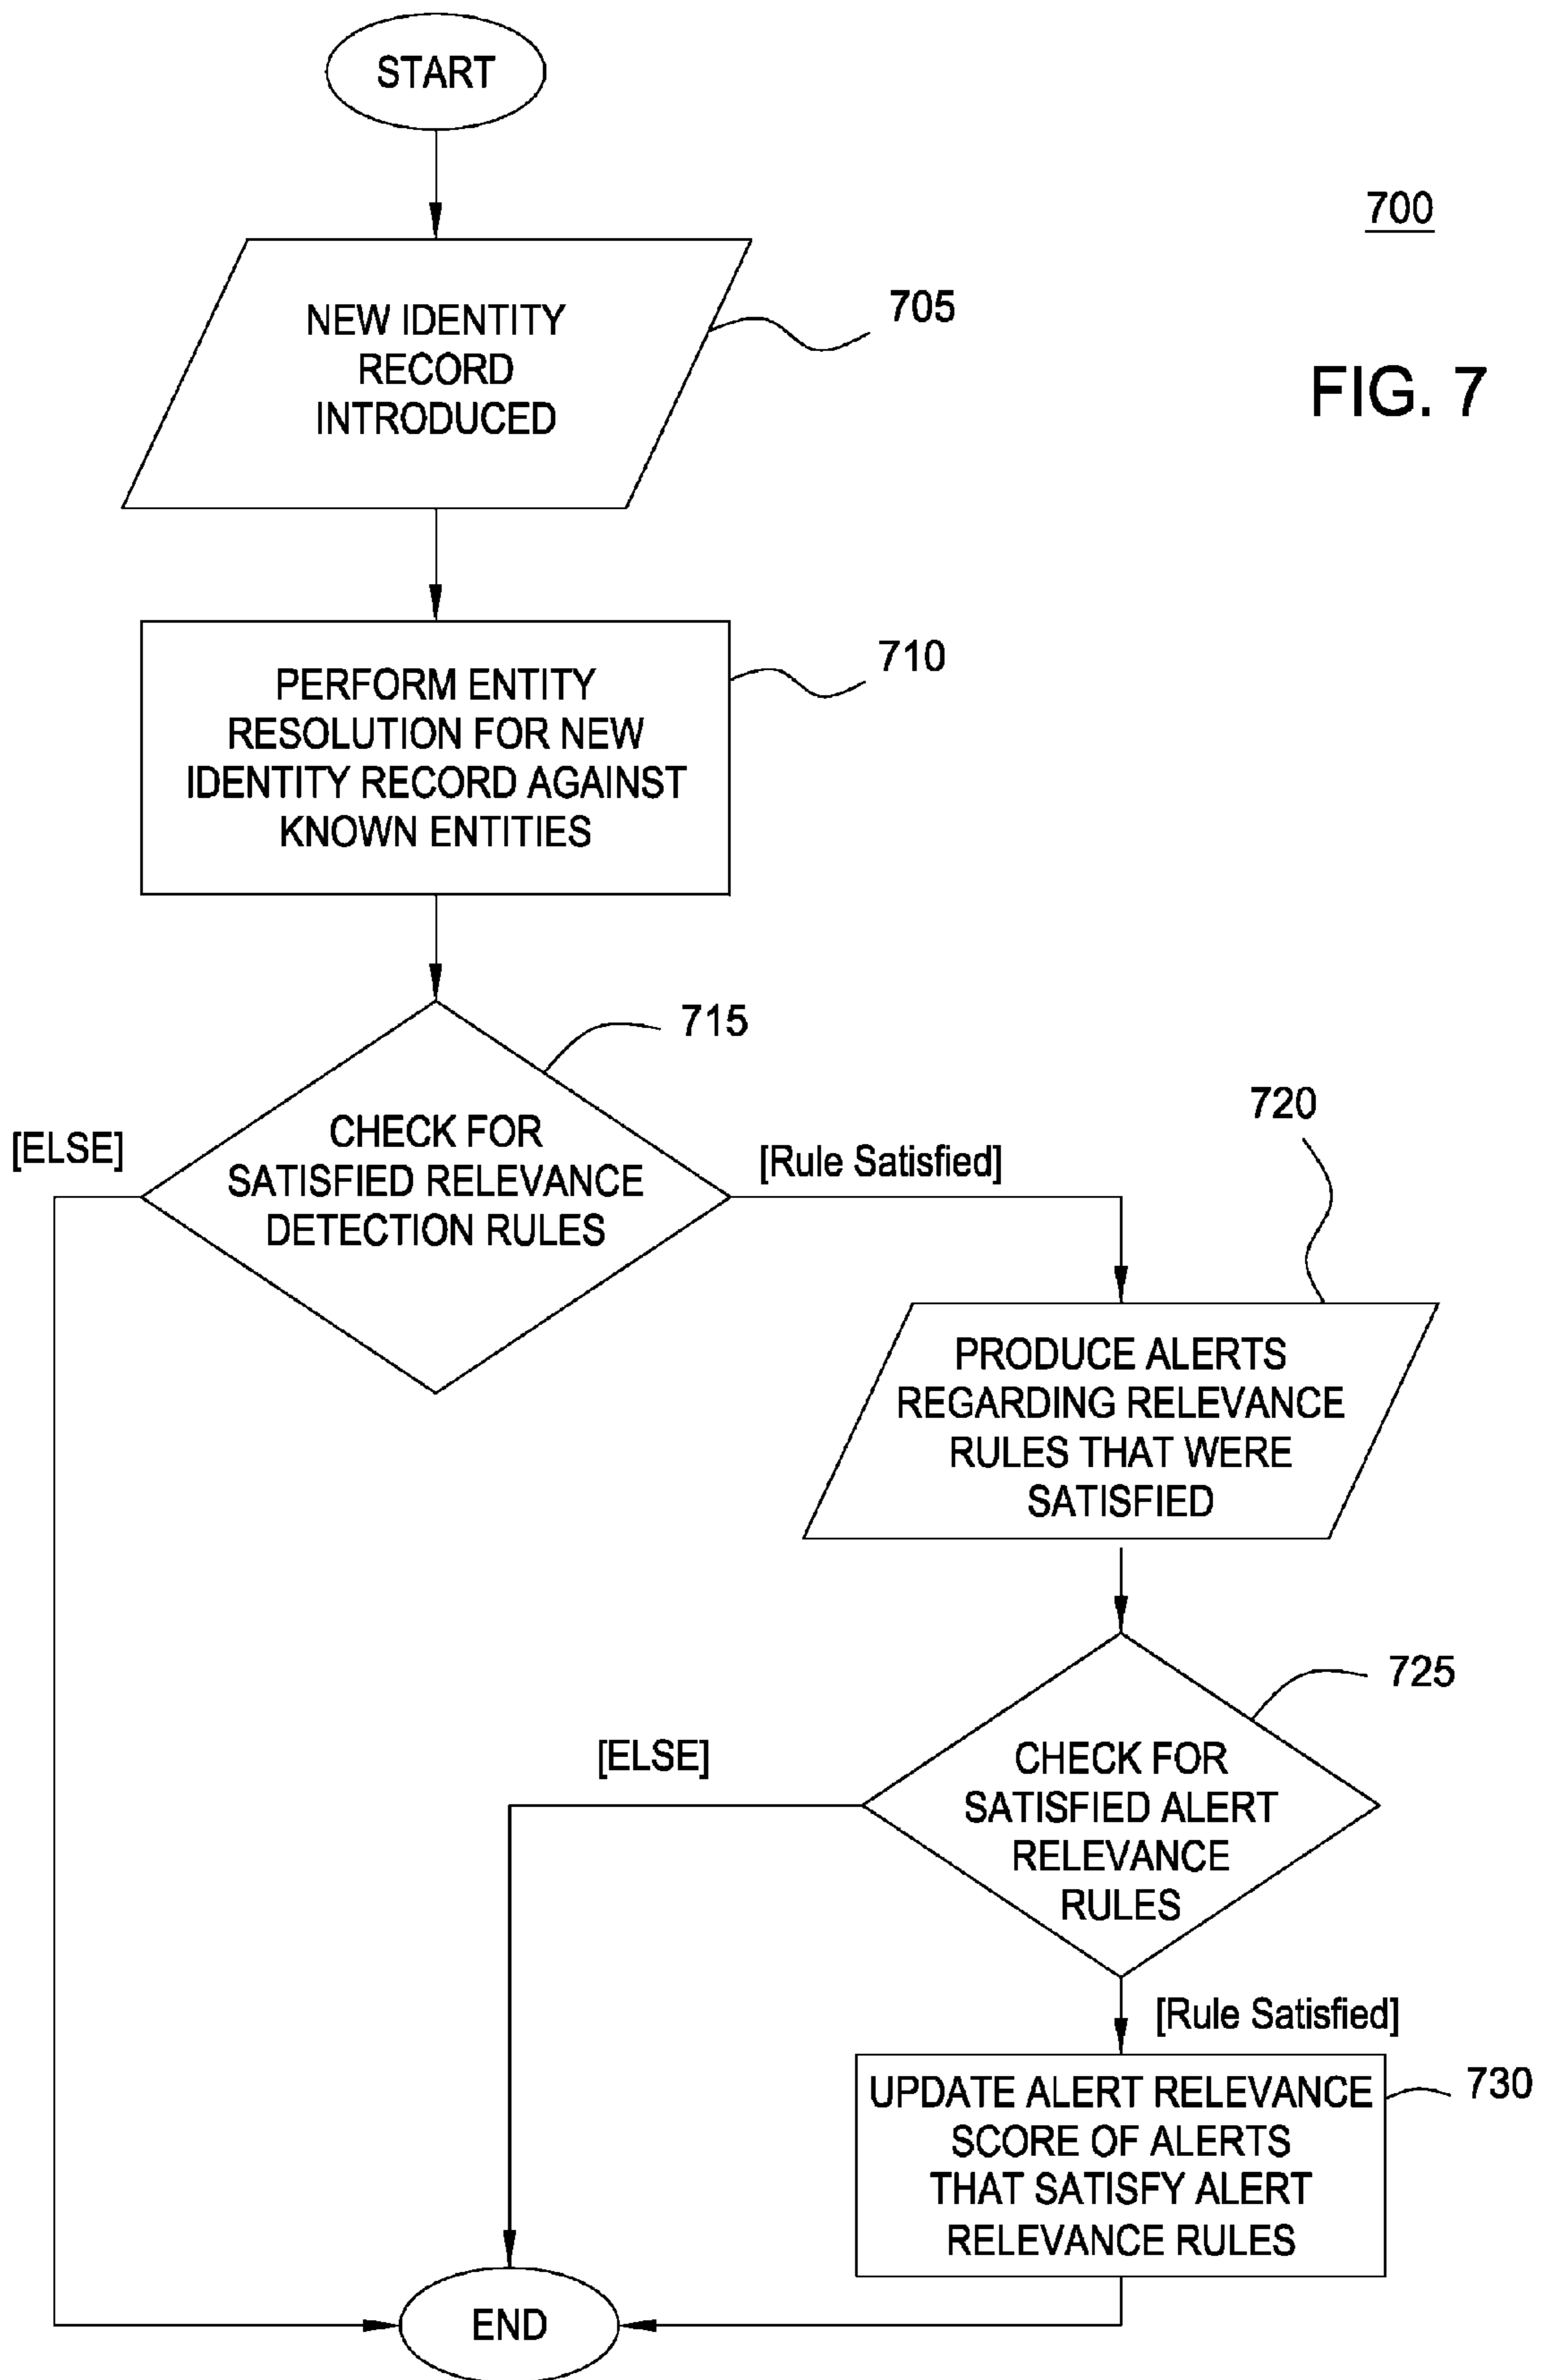 START
700
705
NEW IDENTITY
RECORD
INTRODUCED
FIG. 7
710
PERFORM ENTITY
RESOLUTION FOR NEW
IDENTITY RECORD AGAINST
KNOWN ENTITIES
715
CHECK FOR
SATISFIED RELEVANCE
DETECTION RULES
[ELSE]
[Rule Satisfied]
720
PRODUCE ALERTS
REGARDING RELEVANCE
RULES THAT WERE
SATISFIED
725
[ELSE]
CHECK FOR
SATISFIED ALERT
RELEVANCE
RULES
[Rule Satisfied]
730
UPDATE ALERT RELEVANCE
SCORE OF ALERTS
THAT SATISFY ALERT
RELEVANCE RULES
END